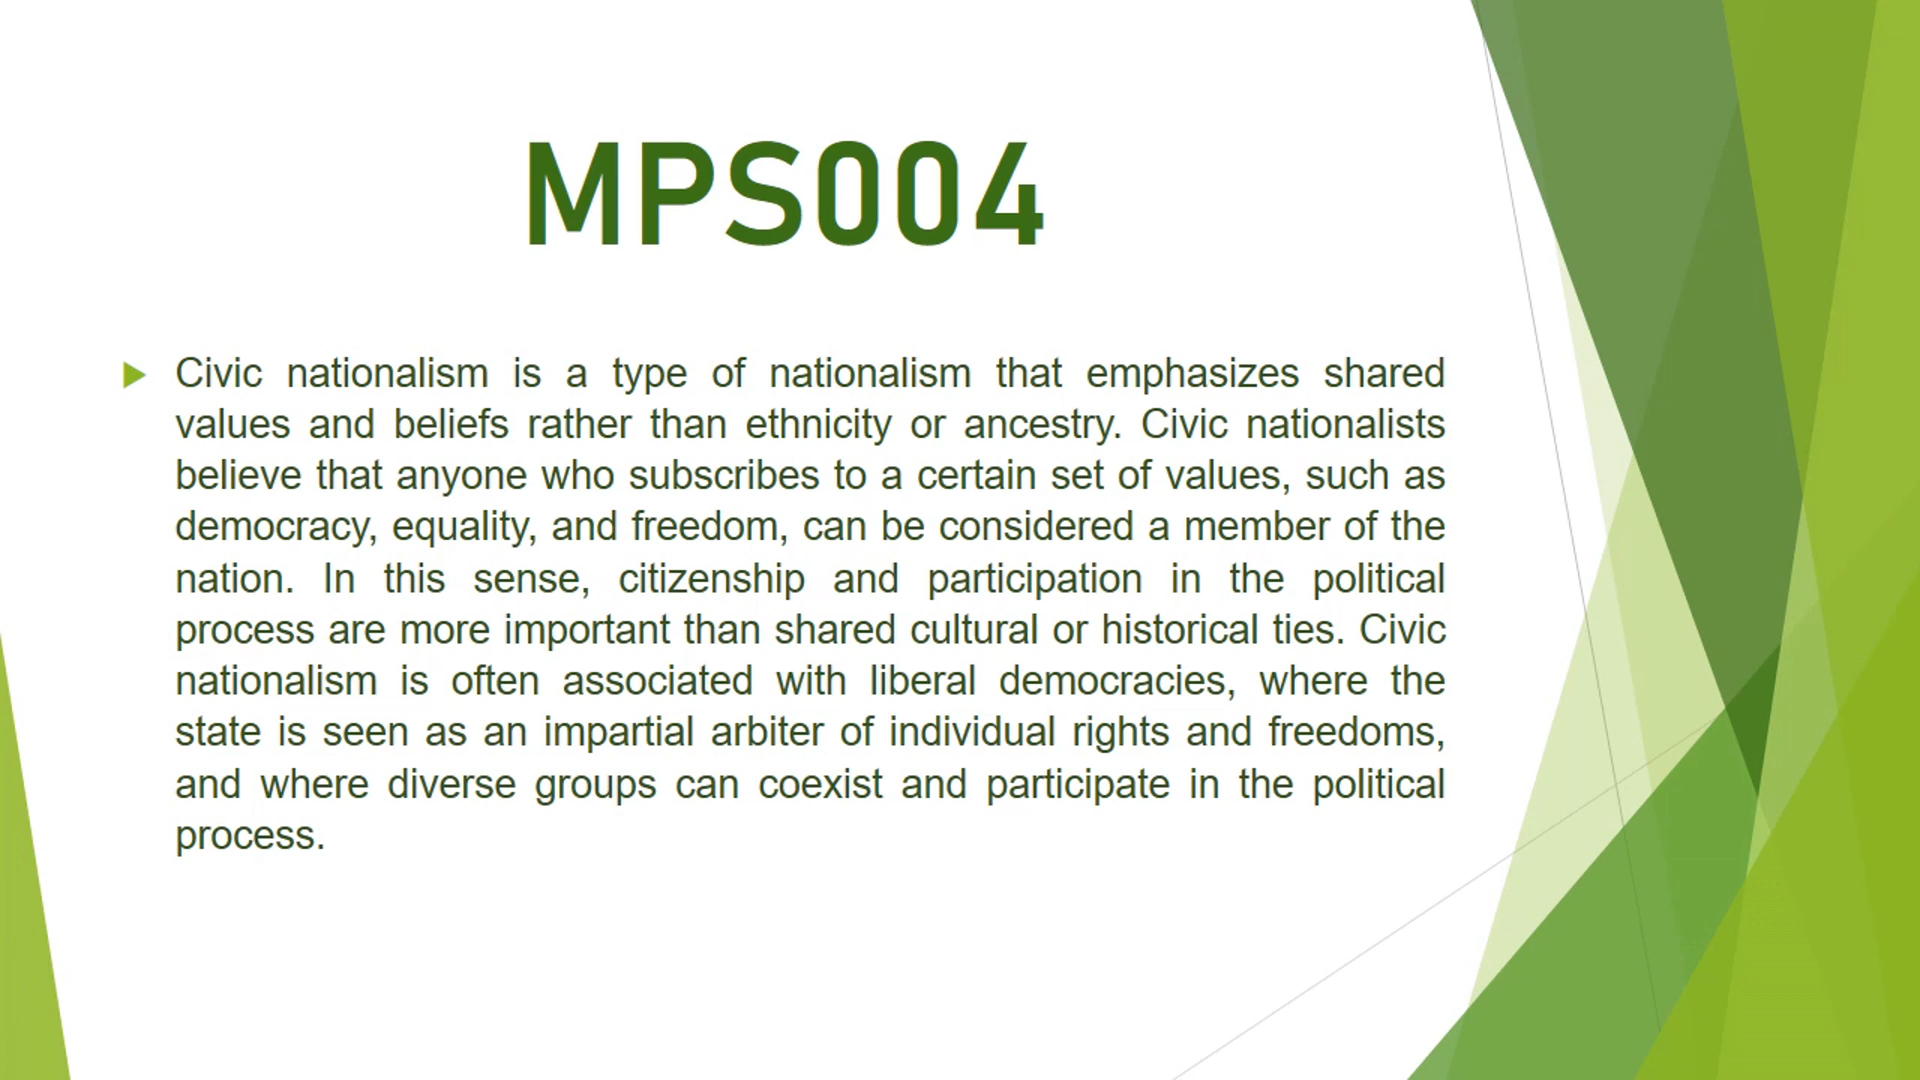 MPS004
Civic nationalism is a type of nationalism that emphasizes shared
values and beliefs rather than ethnicity or ancestry. Civic nationalists
believe that anyone who subscribes to a certain set of values, such as
democracy, equality, and freedom, can be considered a member of the
nation. In this sense, citizenship and participation in the political
process are more important than shared cultural or historical ties. Civic
nationalism is often associated with liberal democracies, where the
state is seen as an impartial arbiter of individual rights and freedoms,
and where diverse groups can coexist and participate in the political
process.